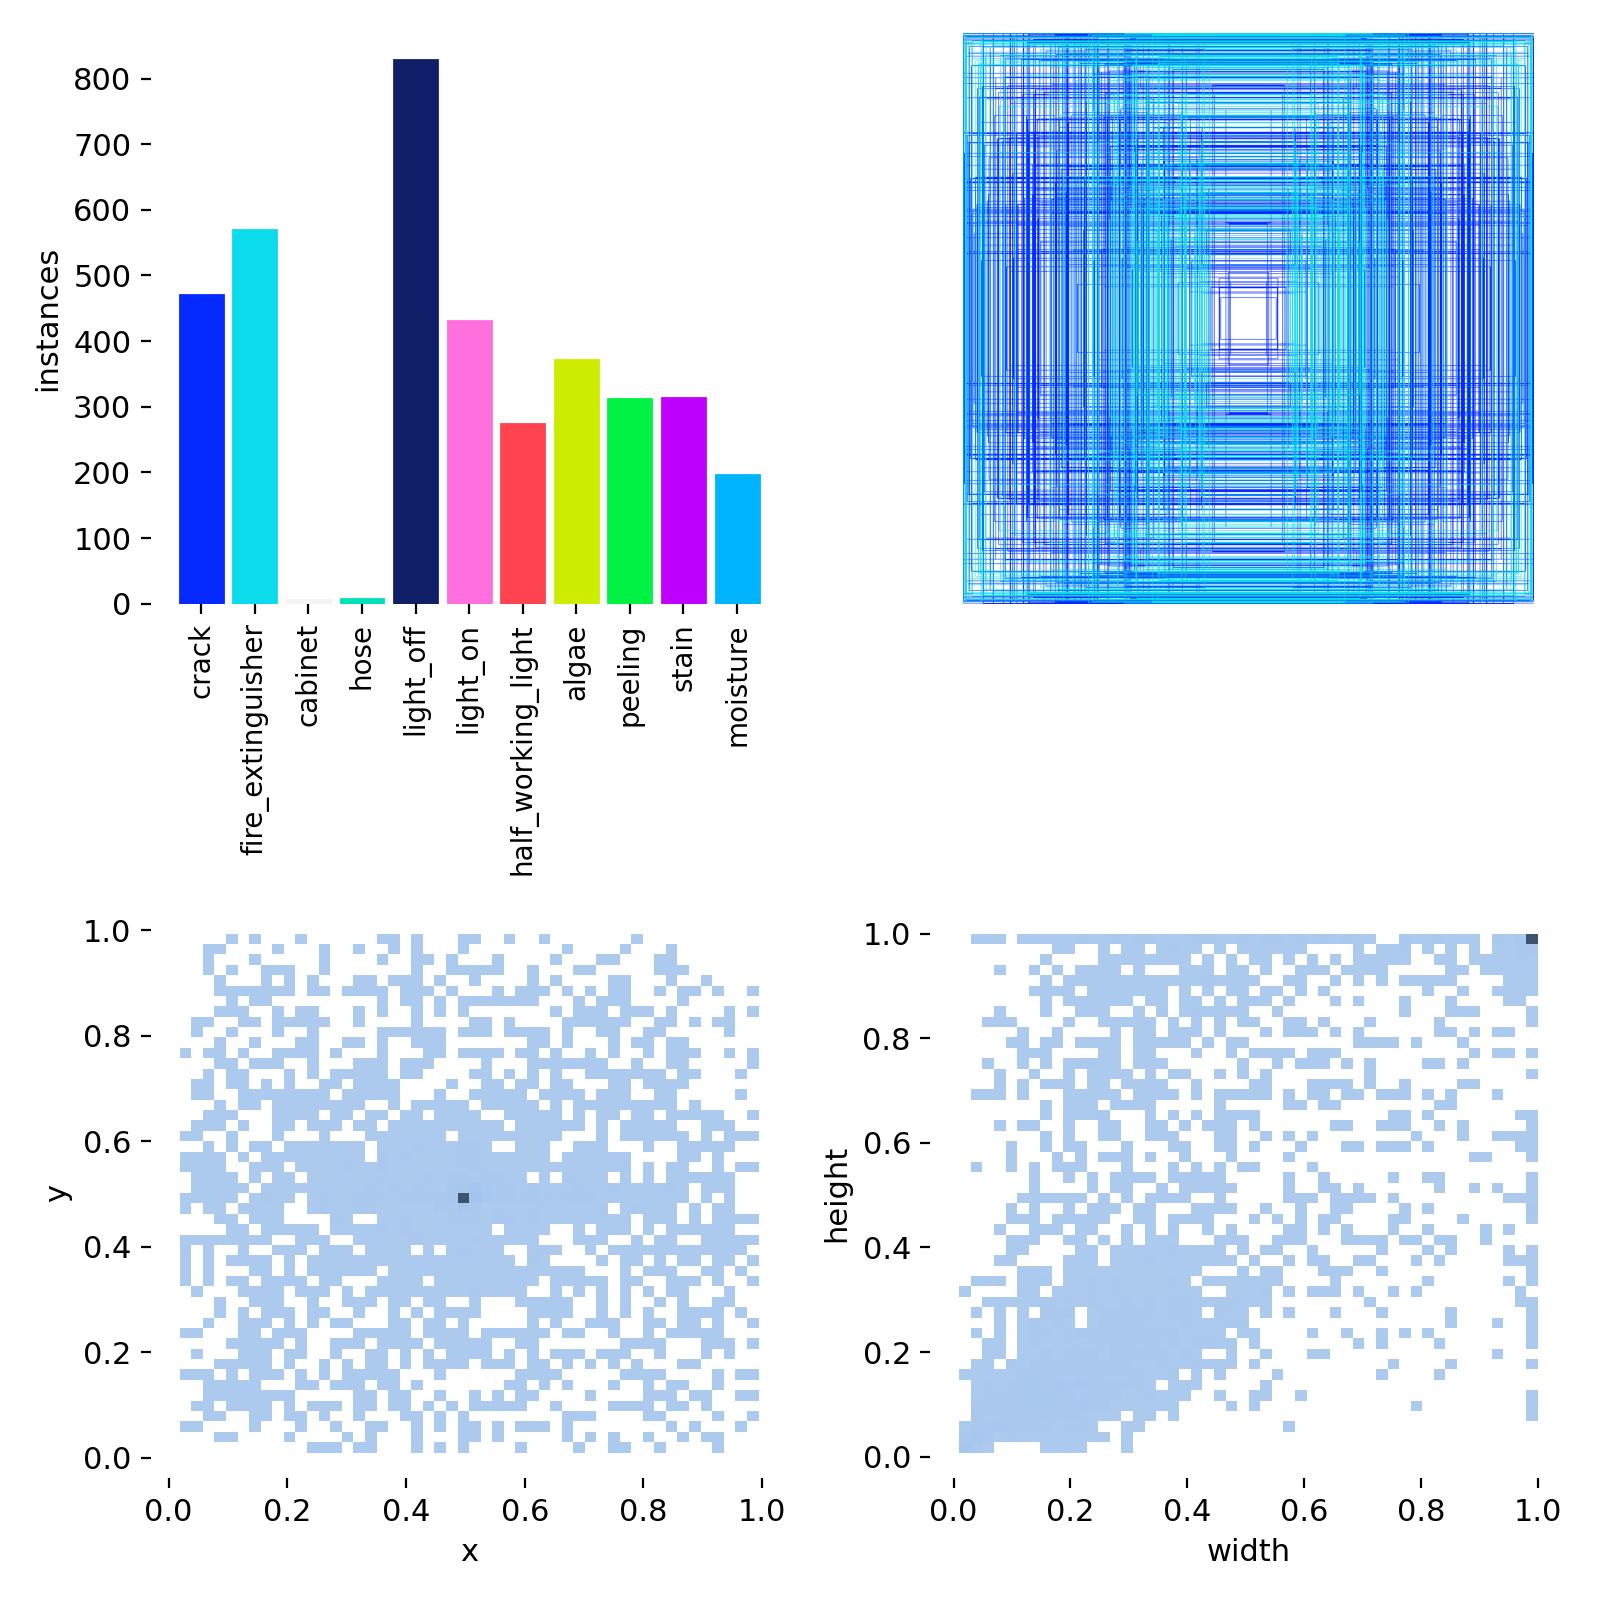 800
700
600
500
400
300
200
100
0
instances
crack
fire_extinguisher
cabinet
hose
light_off
light_on
half_working_light
algae
peeling
stain
moisture
1.0
0.8
0.6
0.4
0.2
0.0
y
0.0 0.2 0.4 0.6 0.8 1.0
x
1.0
0.8
0.6
0.4
0.2
0.0
height
0.0 0.2 0.4 0.6 0.8 1.0
width